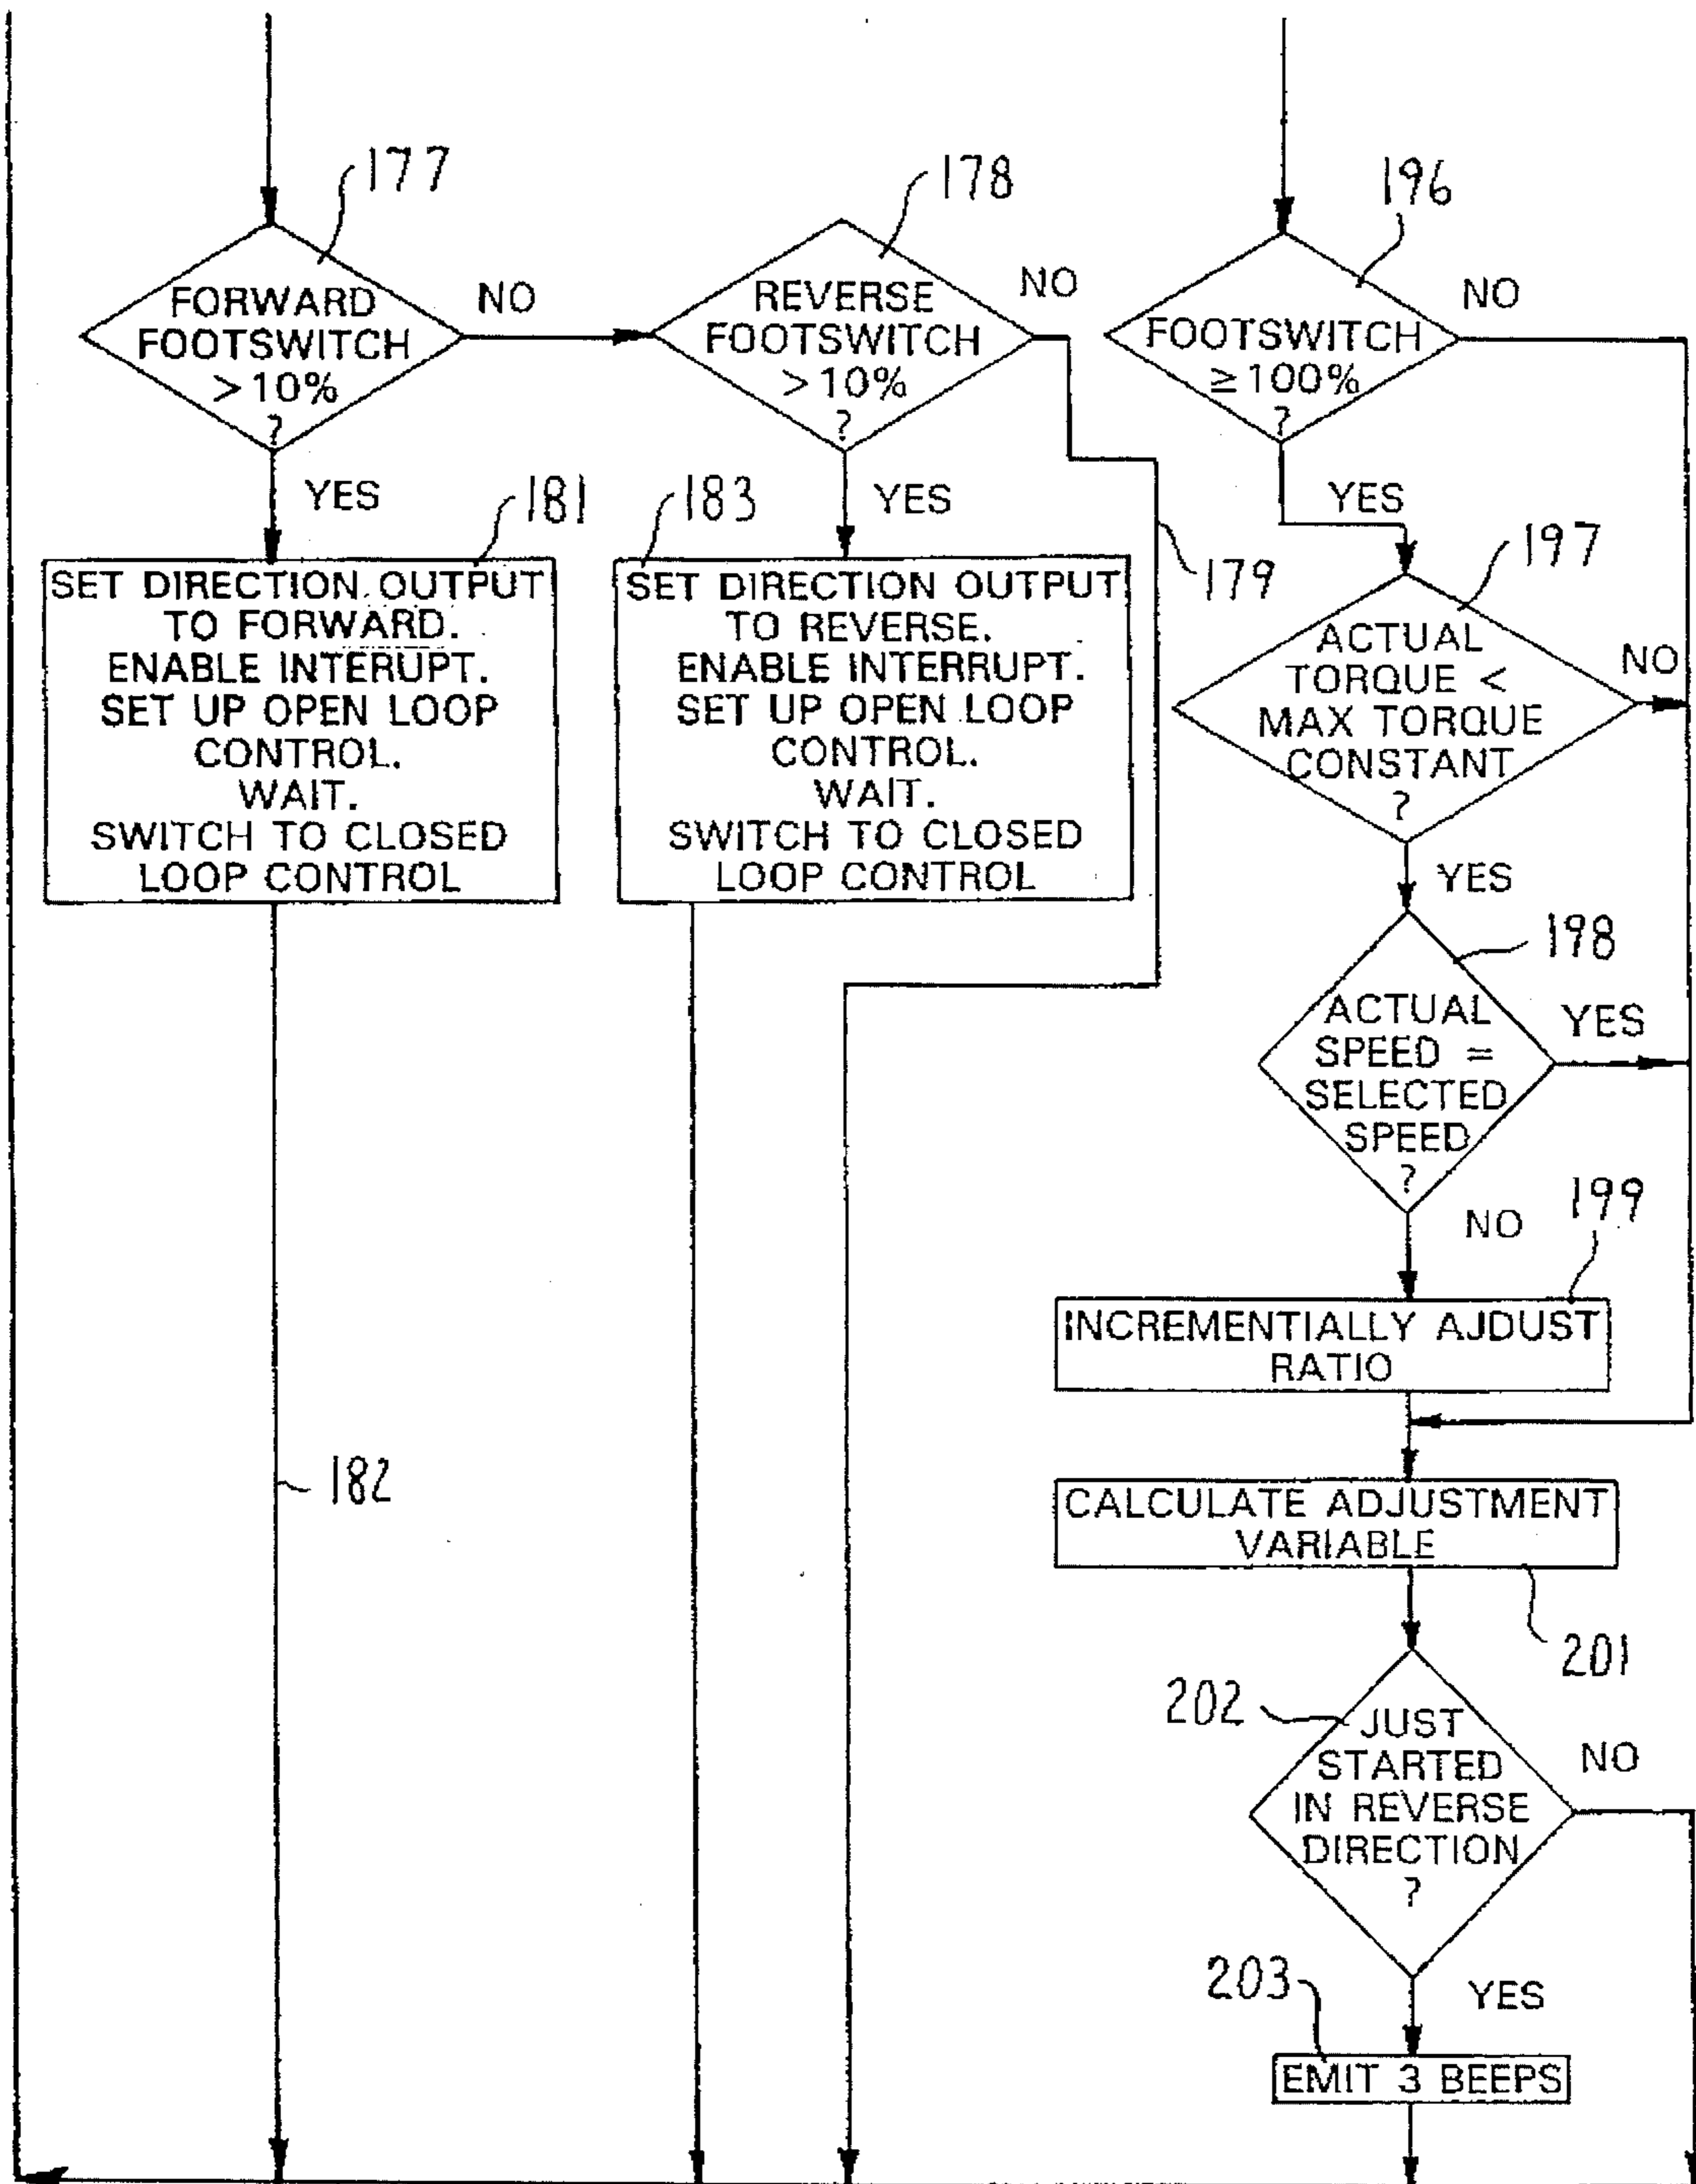 177
FORWARD
FOOTSWITCH
>10%
?
NO
YES
178
REVERSE
FOOTSWITCH
>10%
?
NO
YES
179
181
SET DIRECTION OUTPUT
TO FORWARD.
ENABLE INTERUPT.
SET UP OPEN LOOP
CONTROL.
WAIT.
SWITCH TO CLOSED
LOOP CONTROL
182
183
SET DIRECTION OUTPUT
TO REVERSE.
ENABLE INTERRUPT.
SET UP OPEN LOOP
CONTROL.
WAIT.
SWITCH TO CLOSED
LOOP CONTROL
196
FOOTSWITCH
≥100%
?
NO
YES
197
ACTUAL
TORQUE <
MAX TORQUE
CONSTANT
?
NO
YES
198
ACTUAL
SPEED =
SELECTED
SPEED
?
YES
NO
199
INCREMENTIALLY AJDUST
RATIO
CALCULATE ADJUSTMENT
VARIABLE
201
202
JUST
STARTED
IN REVERSE
DIRECTION
?
NO
YES
203
EMIT 3 BEEPS